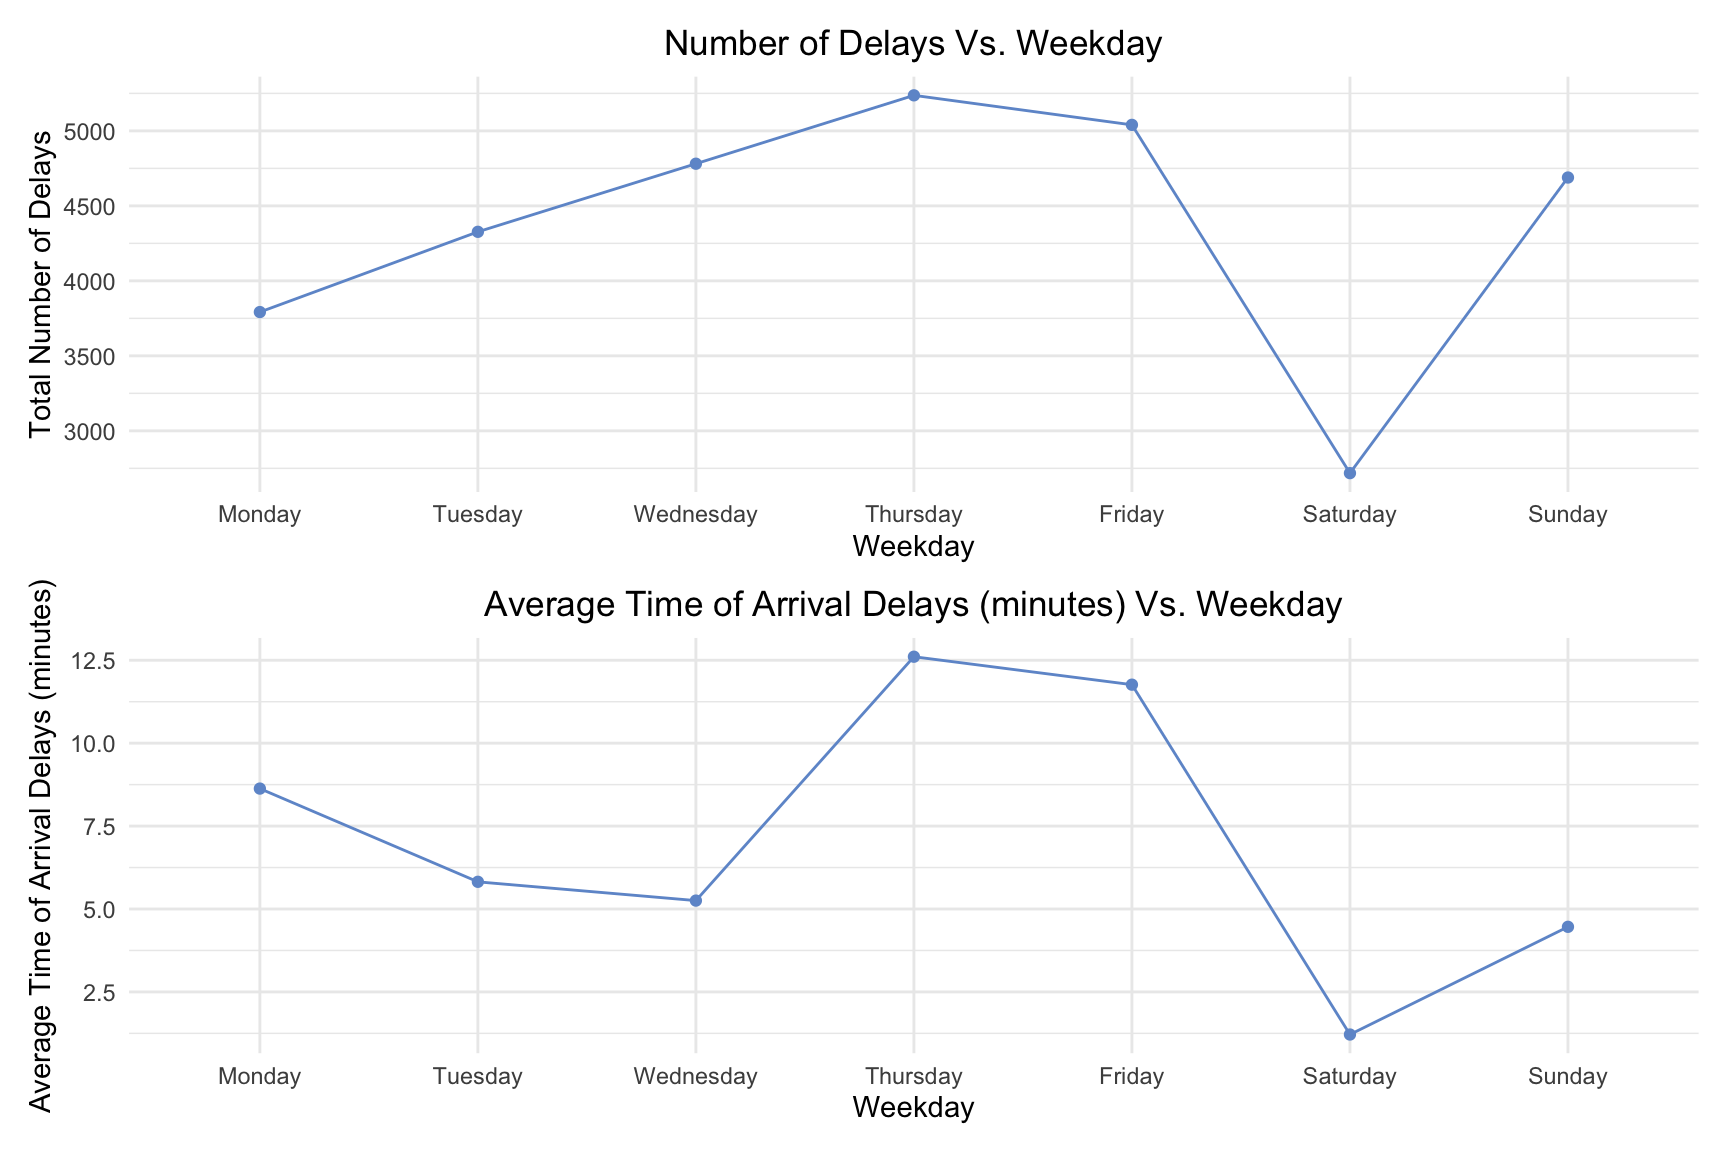 Number of Delays Vs. Weekday
Total Number of Delays
5000
4500
4000
3500
3000
Monday Tuesday Wednesday Thursday Friday Saturday Sunday
Weekday
Average Time of Arrival Delays (minutes) Vs. Weekday
Average Time of Arrival Delays (minutes)
12.5
10.0
7.5
5.0
2.5
Monday Tuesday Wednesday Thursday Friday Saturday Sunday
Weekday